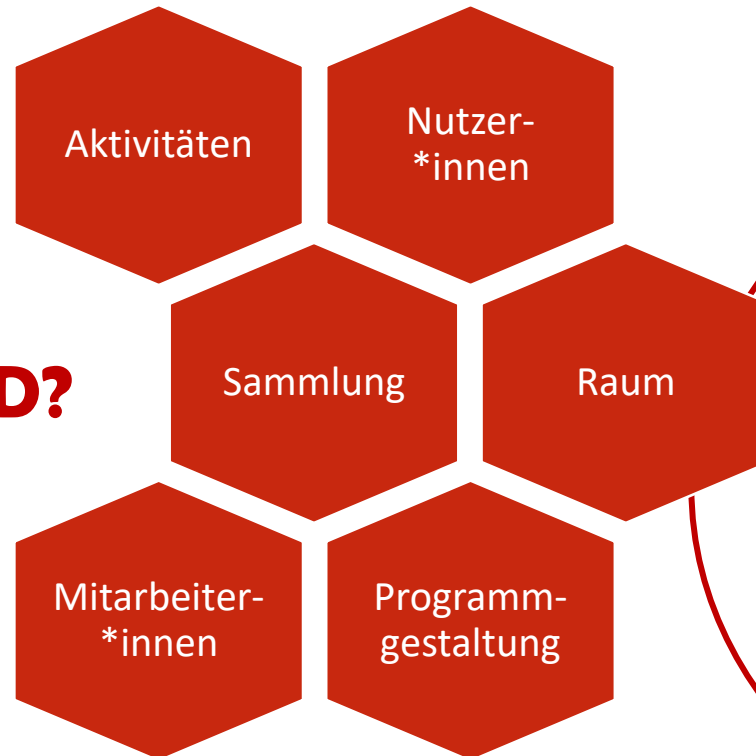 Aktivitäten
Nutzer-
*innen
D?
Sammlung
Raum
Mitarbeiter-
*innen
Programm-
gestaltung